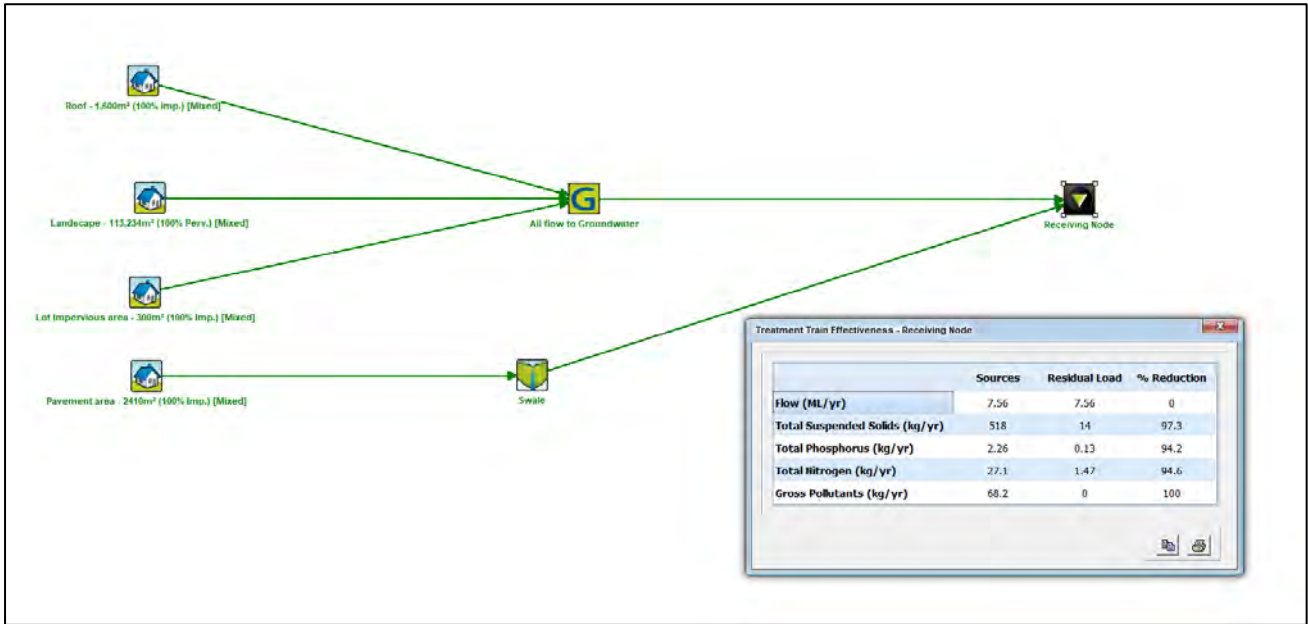 Roof - 1,600m² (100% Imp.) [Mixed]
Landscape - 113,234m² (100% Perv.) [Mixed]
All flow to Groundwater
Receiving Node
Lot Impervious area - 300m² (100% Imp.) [Mixed]
Pavement area - 2410m² (100% Imp.) [Mixed]
Swale
Treatment Train Effectiveness - Receiving Node
Sources Residual Load % Reduction
Flow (ML/yr) 7.56 7.56 0
Total Suspended Solids (kg/yr) 518 14 97.3
Total Phosphorus (kg/yr) 2.26 0.13 94.2
Total Nitrogen (kg/yr) 27.1 1.47 94.6
Gross Pollutants (kg/yr) 68.2 0 100